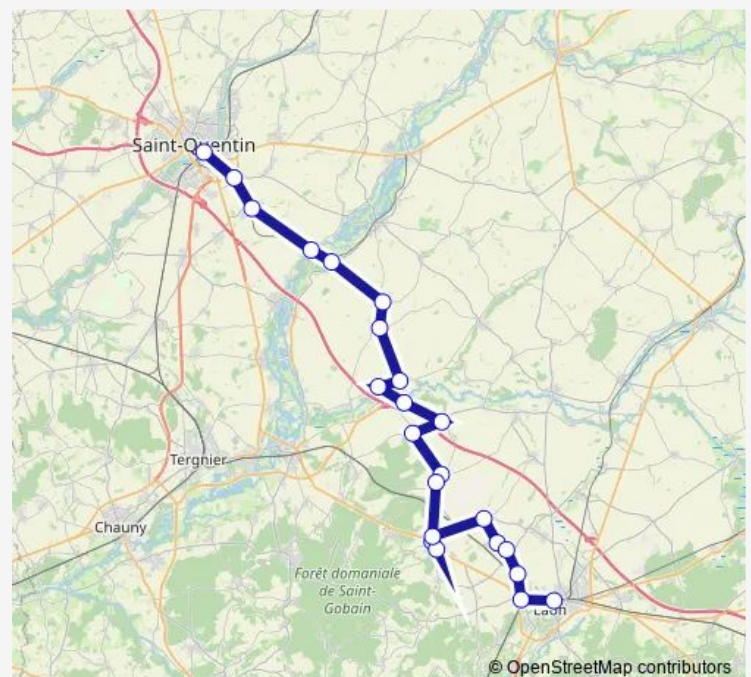 Saint-Quentin
Tergnier
Chauny
Forêt domaniale
de Saint-
Gobain
Laon
© OpenStreetMap contributors